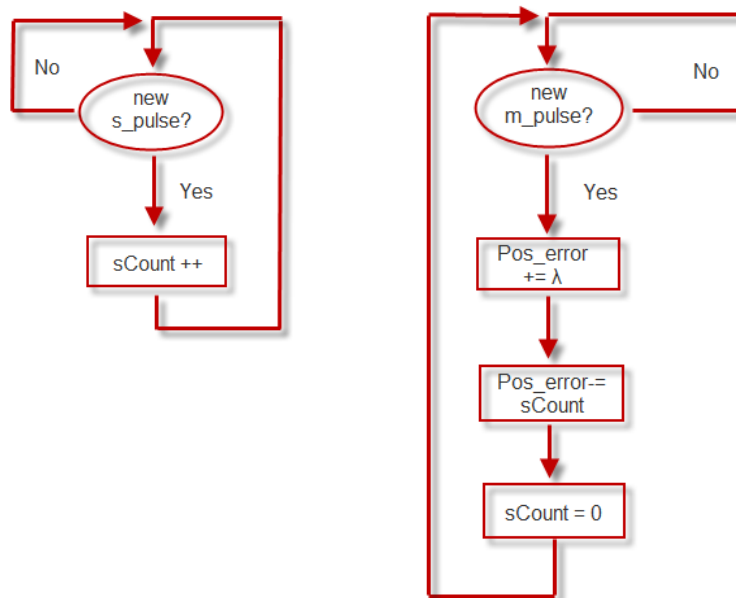 No
new
s_pulse?
Yes
sCount ++
No
new
m_pulse?
Yes
Pos_error
+= λ
Pos_error-=
sCount
sCount = 0